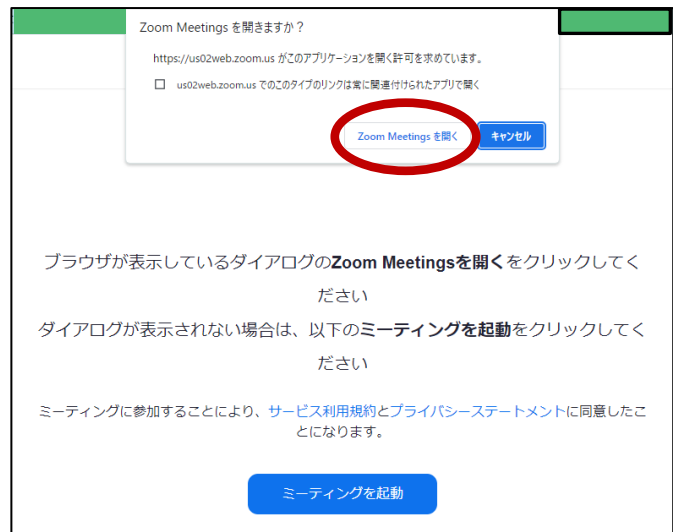 Zoom Meetings を開きますか？
https://us02web.zoom.us がこのアプリケーションを開く許可を求めています。
us02web.zoom.us でのこのタイプのリンクは常に関連付けられたアプリで開く
Zoom Meetings を開く キャンセル
ブラウザが表示しているダイアログのZoom Meetingsを開くをクリックしてく
ださい
ダイアログが表示されない場合は、以下のミーティングを起動をクリックしてく
ださい
ミーティングに参加することにより、サービス利用規約とプライバシーステートメントに同意したこ
とになります。
ミーティングを起動